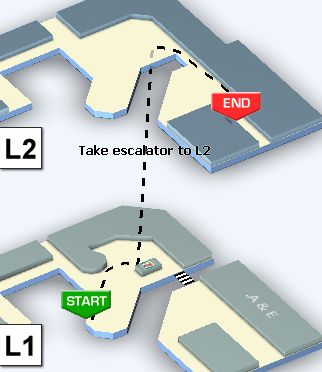 END
L2
Take escalator to L2
START
A & E
L1